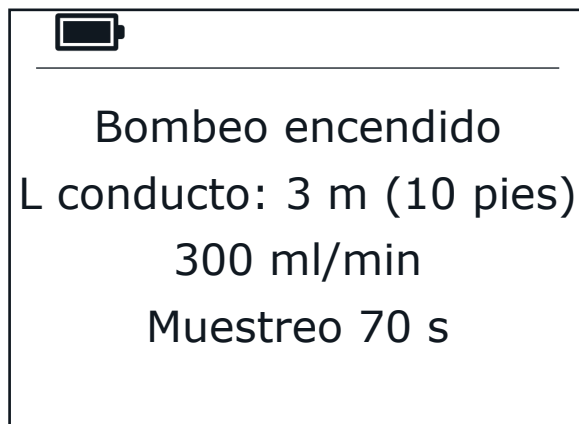 Bombeo encendido
L conducto: 3 m (10 pies)
300 ml/min
Muestreo 70 s